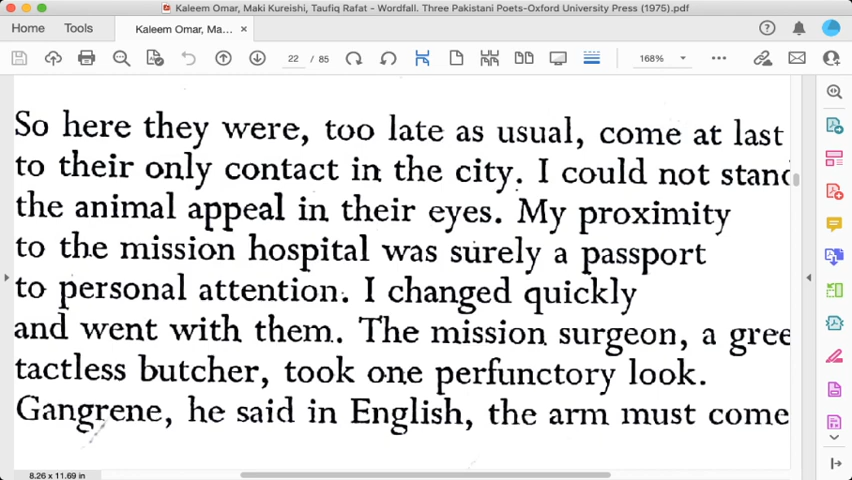 Kaleem Omar, Maki Kureishi, Taufiq Rafat - Wordfall. Three Pakistani Poets-Oxford University Press (1975).pdf
Home Tools Kaleem Omar, Ma... ×
22 / 85 168%
So here they were, too late as usual, come at last
to their only contact in the city. I could not stand
the animal appeal in their eyes. My proximity
to the mission hospital was surely a passport
to personal attention. I changed quickly
and went with them. The mission surgeon, a gree
tactless butcher, took one perfunctory look.
Gangrene, he said in English, the arm must come
8.26 x 11.69 in